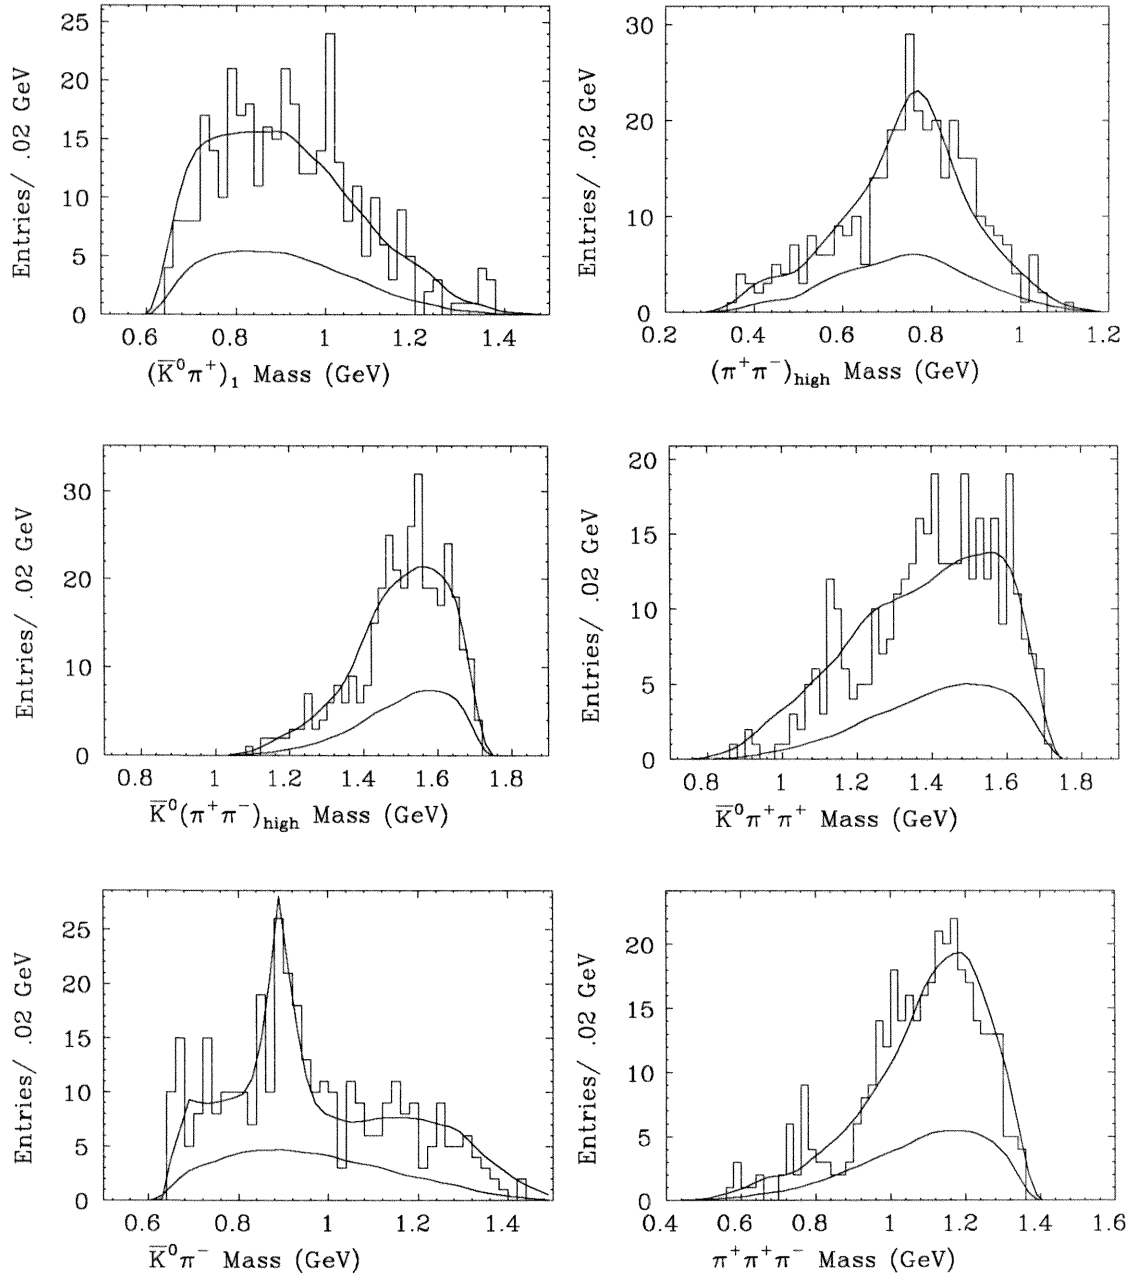 25
20
15
10
5
0
Entries/ .02 GeV
0.6 0.8 1 1.2 1.4
(K̅⁰π⁺)₁ Mass (GeV)
30
20
10
0
Entries/ .02 GeV
0.2 0.4 0.6 0.8 1 1.2
(π⁺π⁻)high Mass (GeV)
30
20
10
0
Entries/ .02 GeV
0.8 1 1.2 1.4 1.6 1.8
K̅⁰(π⁺π⁻)high Mass (GeV)
20
15
10
5
0
Entries/ .02 GeV
0.8 1 1.2 1.4 1.6 1.8
K̅⁰π⁺π⁺ Mass (GeV)
25
20
15
10
5
0
Entries/ .02 GeV
0.6 0.8 1 1.2 1.4
K̅⁰π⁻ Mass (GeV)
20
15
10
5
0
Entries/ .02 GeV
0.4 0.6 0.8 1 1.2 1.4 1.6
π⁺π⁺π⁻ Mass (GeV)